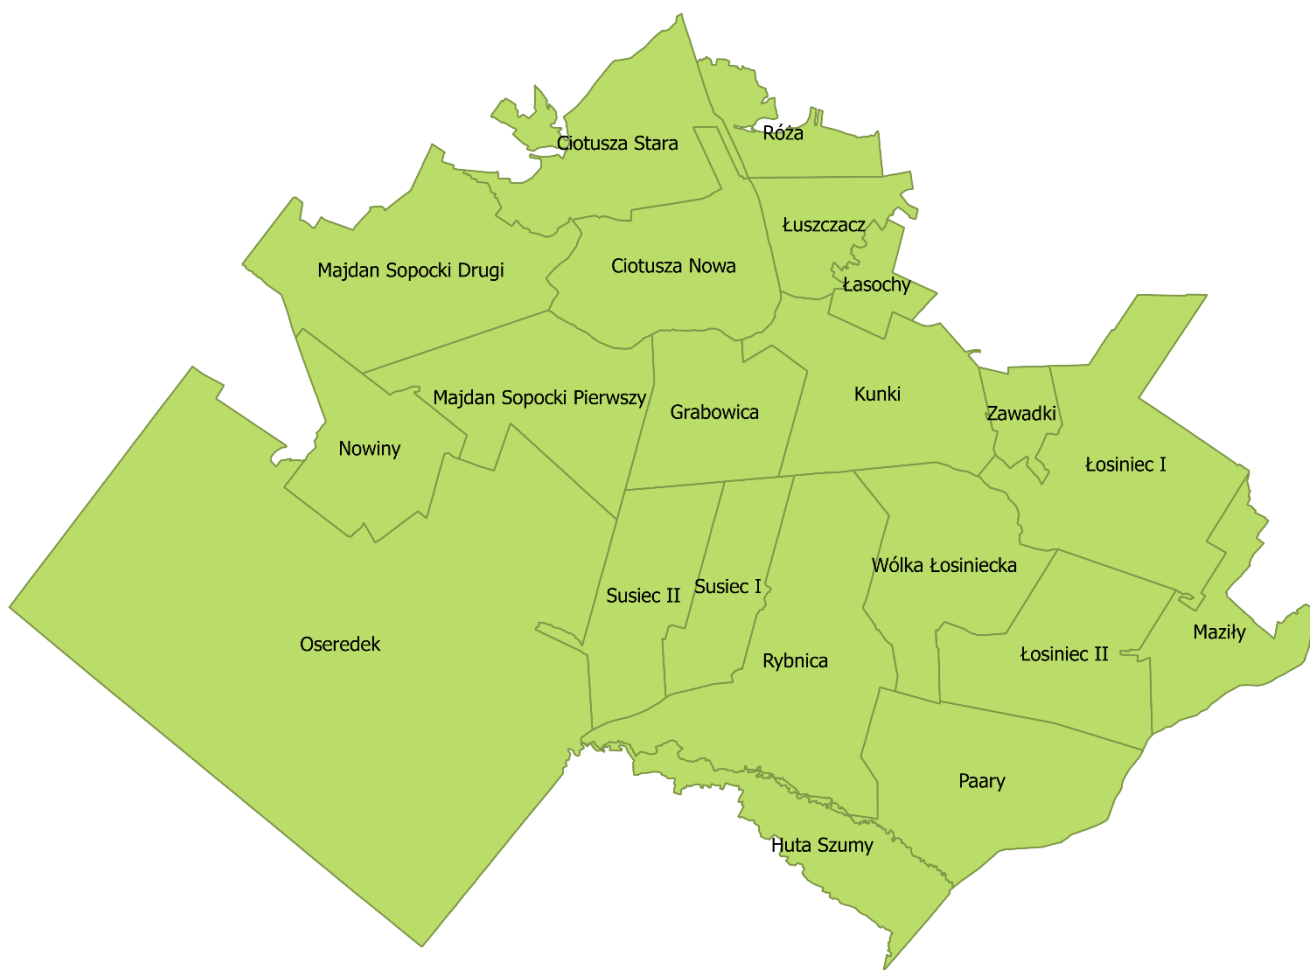 Róża
Ciotusza Stara
Łuszczacz
Ciotusza Nowa
Majdan Sopocki Drugi
Łasochy
Kunki
Majdan Sopocki Pierwszy
Grabowica
Zawadki
Nowiny
Łosiniec I
Wólka Łosiniecka
Susiec I
Susiec II
Maziły
Oseredek
Łosiniec II
Rybnica
Paary
Huta Szumy